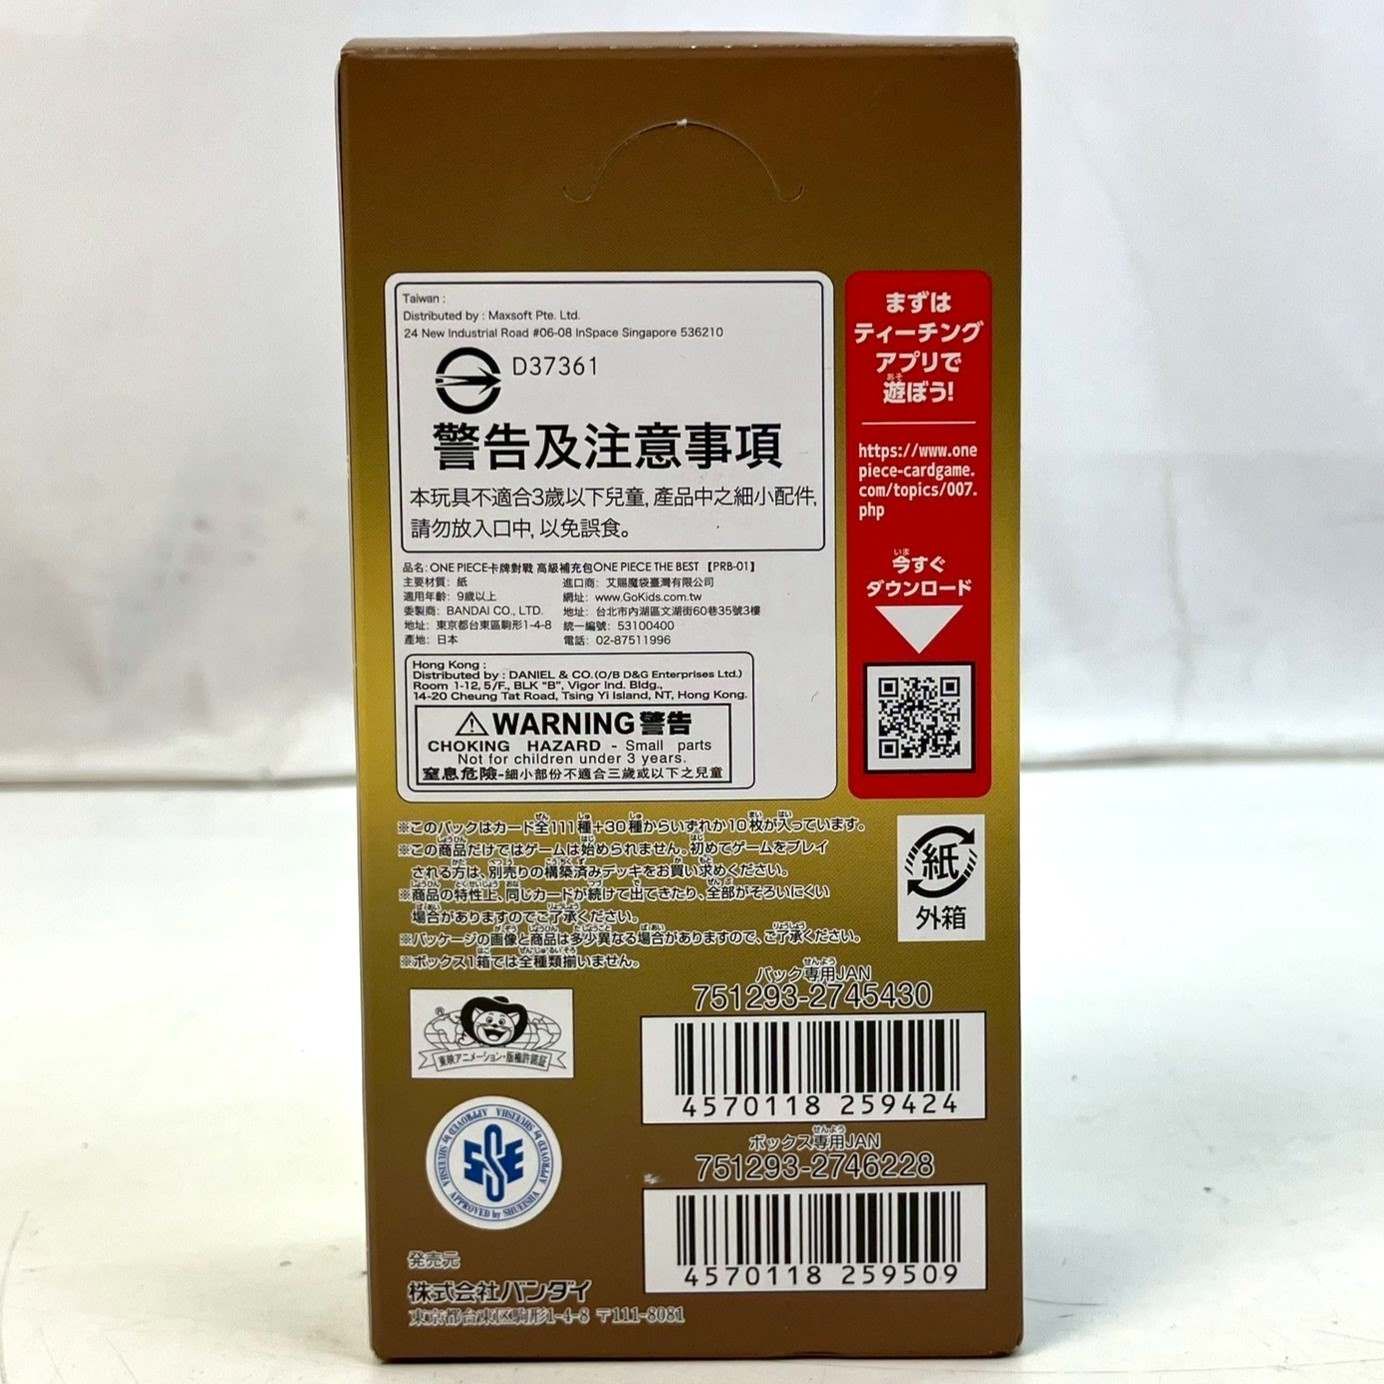 Taiwan :
Distributed by : Maxsoft Pte. Ltd.
24 New Industrial Road #06-08 InSpace Singapore 536210
D37361
警告及注意事項
本玩具不適合3歲以下兒童, 產品中之細小配件,
請勿放入口中, 以免誤食。
品名: ONE PIECE卡牌對戰 高級補充包ONE PIECE THE BEST 【PRB-01】
主要材質: 紙
適用年齡: 9歲以上
委製商: BANDAI CO., LTD.
地址: 東京都台東區駒形1-4-8
產地: 日本
進口商: 艾賜魔袋臺灣有限公司
網址: www.GoKids.com.tw
地址: 台北市內湖區文湖街60巷35號3樓
統一編號: 53100400
電話: 02-87511996
Hong Kong :
Distributed by : DANIEL & CO.(O/B D&G Enterprises Ltd.)
Room 1-12, 5/F., BLK "B", Vigor Ind. Bldg.,
14-20 Cheung Tat Road, Tsing Yi Island, NT, Hong Kong.
⚠WARNING警告
CHOKING HAZARD - Small parts
Not for children under 3 years.
窒息危險-細小部份不適合三歲或以下之兒童
まずは
ティーチング
アプリで
遊ぼう!
https://www.one
piece-cardgame.
com/topics/007.
php
今すぐ
ダウンロード
※このパックはカード全111種+30種からいずれか10枚が入っています。
※この商品だけではゲームは始められません。初めてゲームをプレイ
される方は、別売りの構築済みデッキをお買い求めください。
※商品の特性上、同じカードが続けて出てきたり、全部がそろいにくい
場合がありますのでご了承ください。
※パッケージの画像と商品は多少異なる場合がありますので、ご了承ください。
※ボックス1箱では全種類揃いません。
紙
外箱
パック専用JAN
751293-2745430
4570118 259424
ボックス専用JAN
751293-2746228
4570118 259509
東映アニメーション・版権許諾証
APPROVED by SHUEISHA
発売元
株式会社バンダイ
東京都台東区駒形1-4-8 〒111-8081